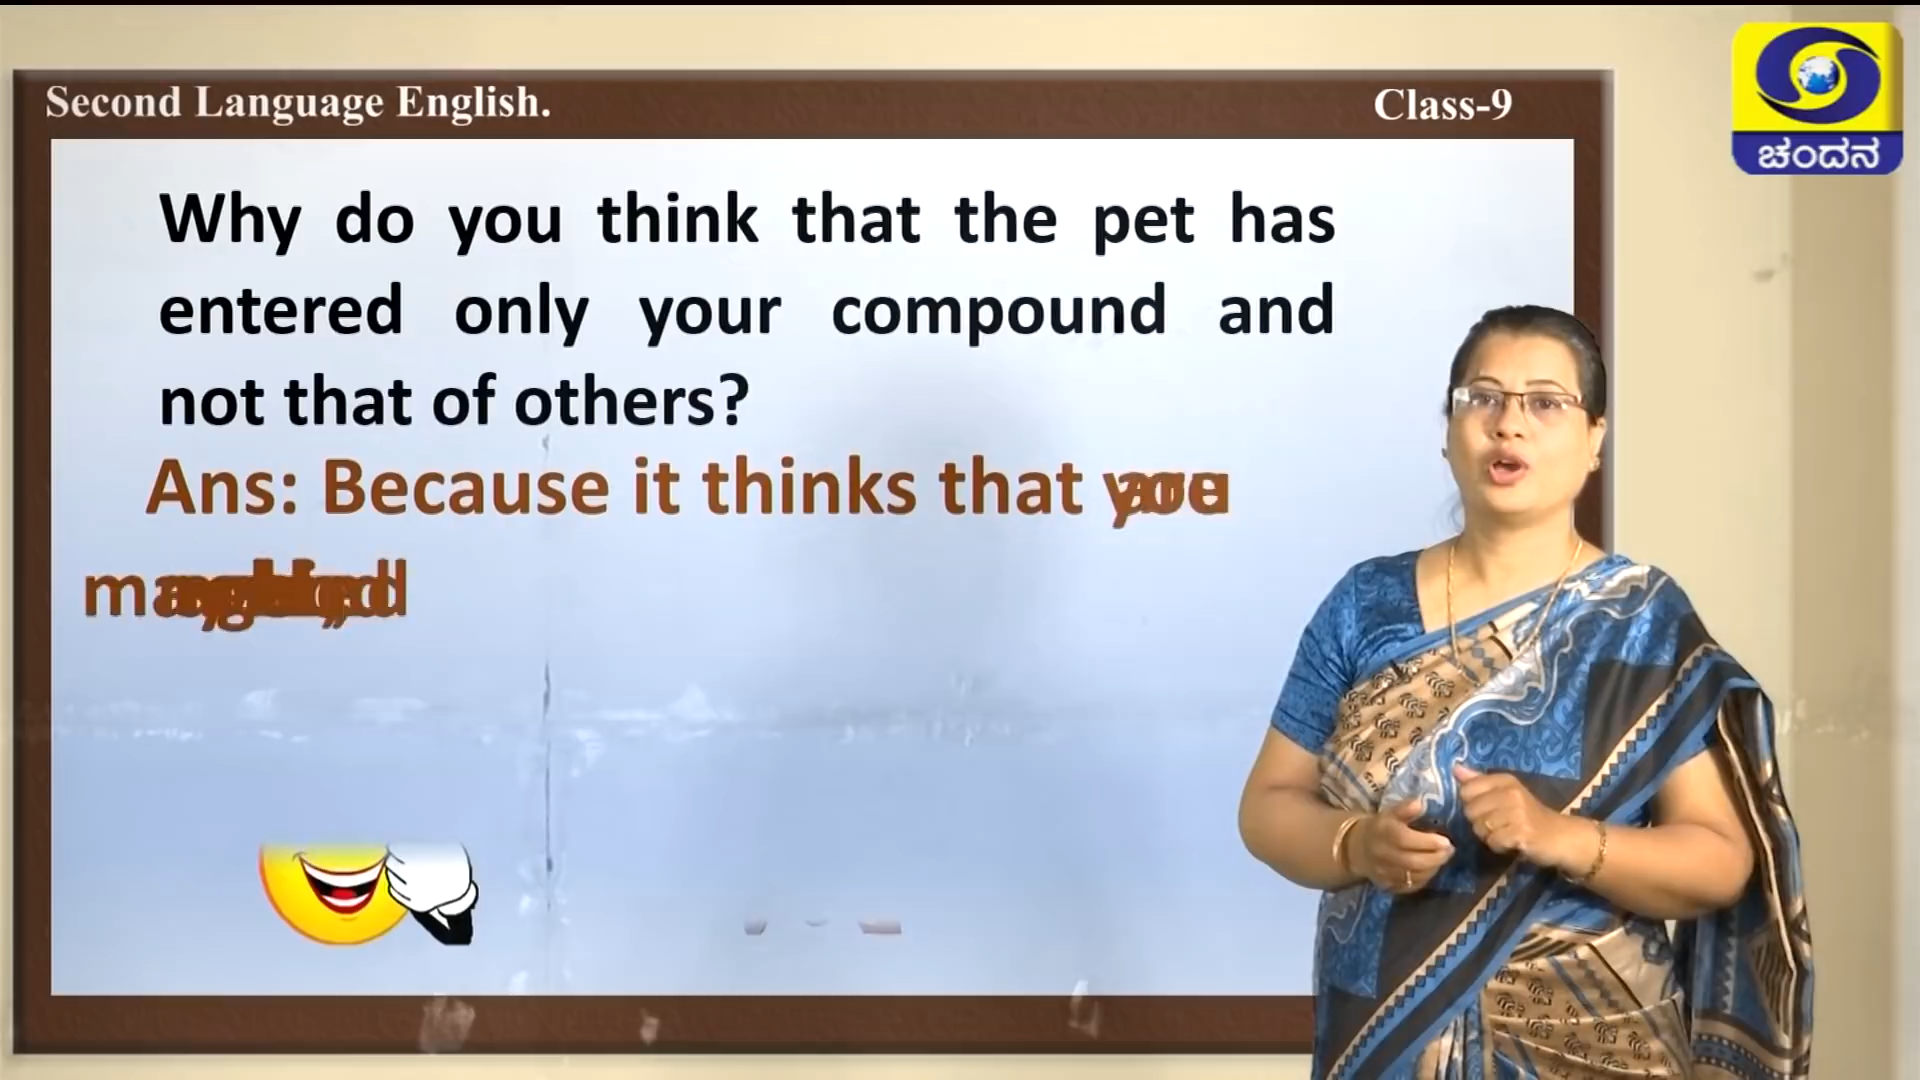 Second Language English.
Class-9
ಚಂದನ
Why do you think that the pet has
entered only your compound and
not that of others?
Ans: Because it thinks that